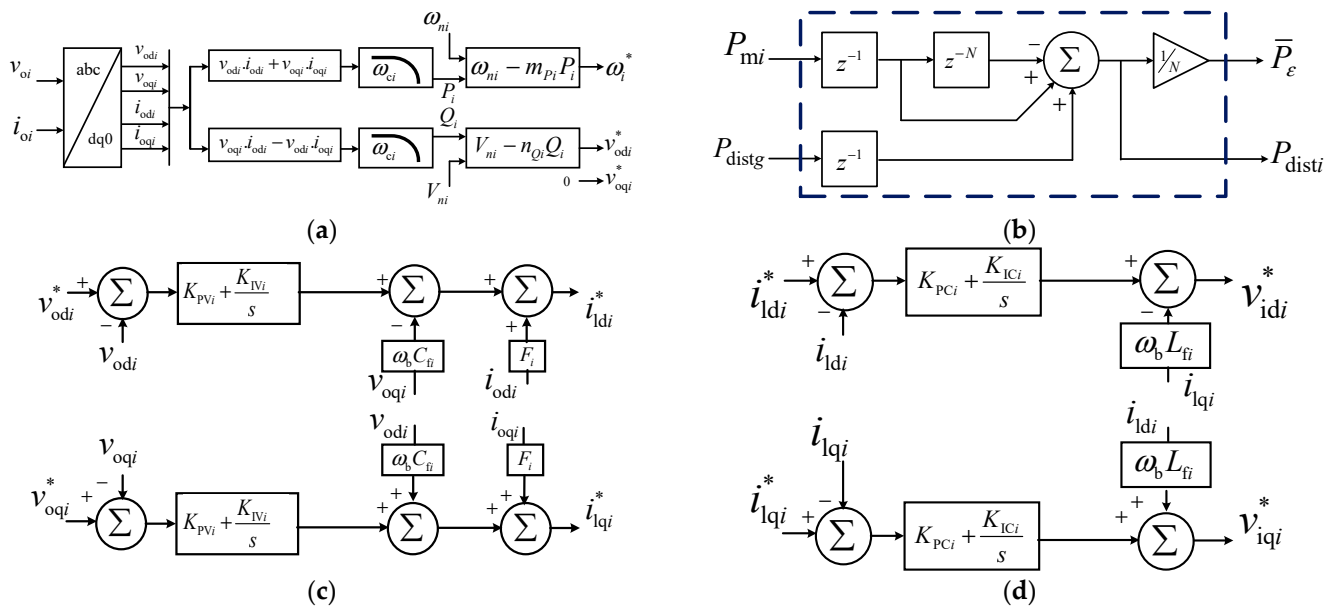 ω_ni
v_oi
i_oi
abc
dq0
v_odi
v_oqi
i_odi
i_oqi
v_odi.i_odi + v_oqi.i_oqi
ω_ci
P_i
ω_ni − m_Pi P_i
ω_i^*
v_oqi.i_odi − v_odi.i_oqi
ω_ci
Q_i
V_ni − n_Qi Q_i
v_odi^*
V_ni
0
v_oqi^*
(a)
P_mi
z^−1
z^−N
−
+
+
Σ
1/N
P̄_ε
P_distg
z^−1
P_disti
(b)
v_odi^*
+
−
Σ
v_odi
K_PVi + K_IVi/s
+
−
Σ
ω_b C_fi
v_oqi
+
+
Σ
F_i
i_odi
i_ldi^*
v_oqi
v_oqi^*
+
−
Σ
K_PVi + K_IVi/s
v_odi
ω_b C_fi
+
+
Σ
i_oqi
F_i
+
+
Σ
i_lqi^*
(c)
i_ldi^*
+
−
Σ
i_ldi
K_PCi + K_ICi/s
+
−
Σ
ω_b L_fi
i_lqi
v_idi^*
i_lqi
i_lqi^*
−
+
Σ
K_PCi + K_ICi/s
i_ldi
ω_b L_fi
+
+
Σ
v_iqi^*
(d)